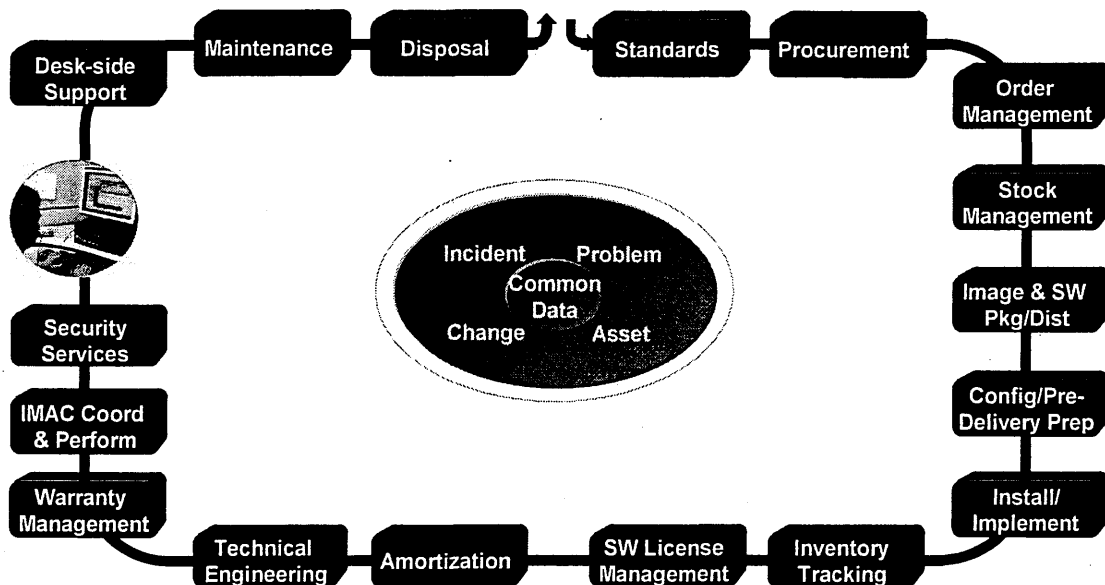 Maintenance
Disposal
Standards
Procurement
Order
Management
Stock
Management
Image & SW
Pkg/Dist
Config/Pre-
Delivery Prep
Install/
Implement
Inventory
Tracking
SW License
Management
Amortization
Technical
Engineering
Warranty
Management
IMAC Coord
& Perform
Security
Services
Desk-side
Support
Incident
Problem
Common
Data
Change
Asset